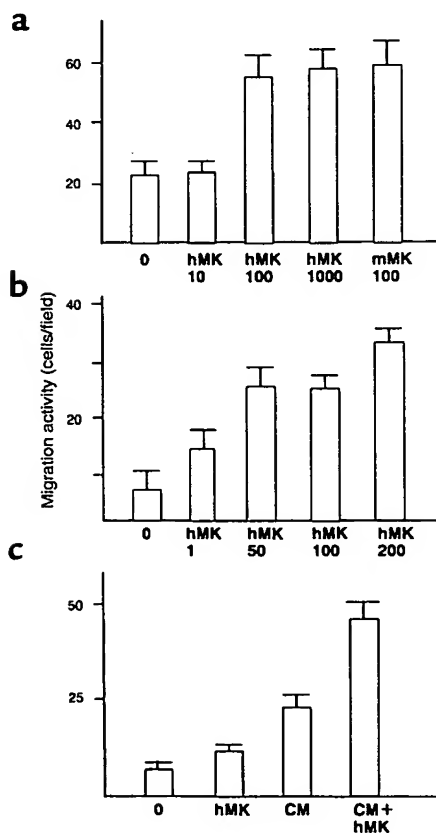 a
60
40
20
0 hMK hMK hMK mMK
10 100 1000 100
b
Migration activity (cells/field)
40
20
0 hMK hMK hMK hMK
1 50 100 200
c
50
25
0 hMK CM CM +
hMK